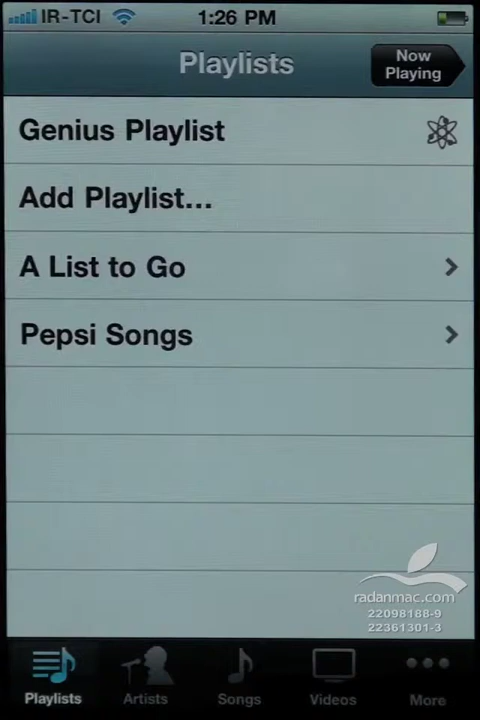 IR-TCI 1:26 PM
Playlists
Now
Playing
Genius Playlist
Add Playlist...
A List to Go
Pepsi Songs
radanmac.com
22098188-9
22361301-3
Playlists Artists Songs Videos More